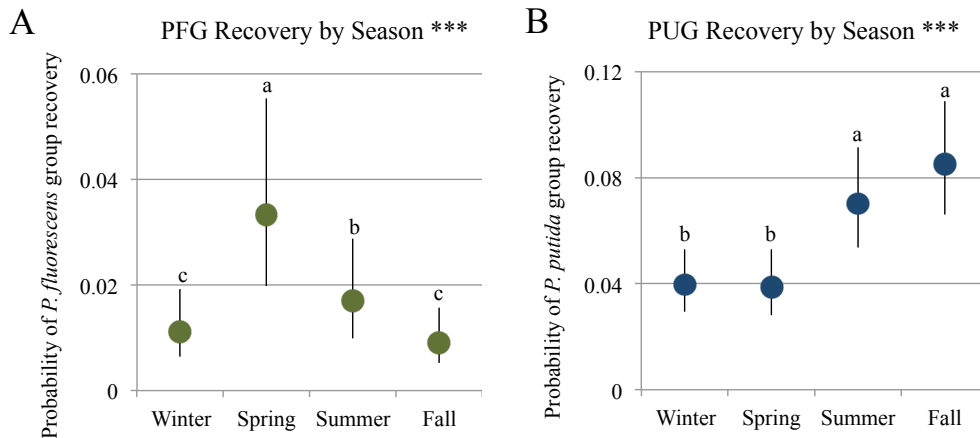 A
PFG Recovery by Season ***
Probability of P. fluorescens group recovery
0.06
0.04
0.02
0
c
a
b
c
Winter
Spring
Summer
Fall
B
PUG Recovery by Season ***
Probability of P. putida group recovery
0.12
0.08
0.04
0
b
b
a
a
Winter
Spring
Summer
Fall